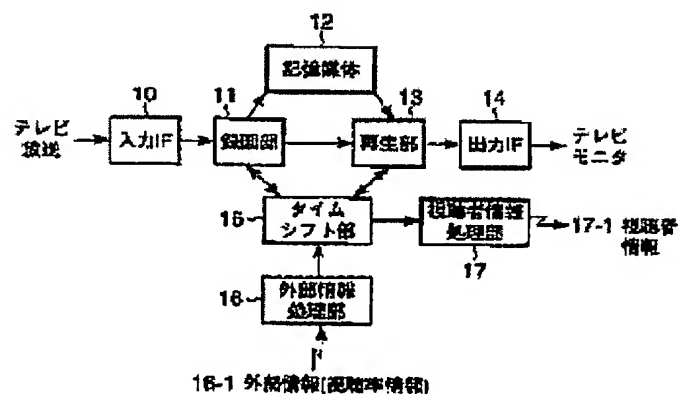 12
記憶媒体
10
11
13
14
テレビ
放送
入力IF
録画部
再生部
出力IF
テレビ
モニタ
15
タイム
シフト部
視聴者情報
処理部
17-1 視聴者
情報
17
16
外部情報
処理部
16-1 外部情報(視聴率情報)